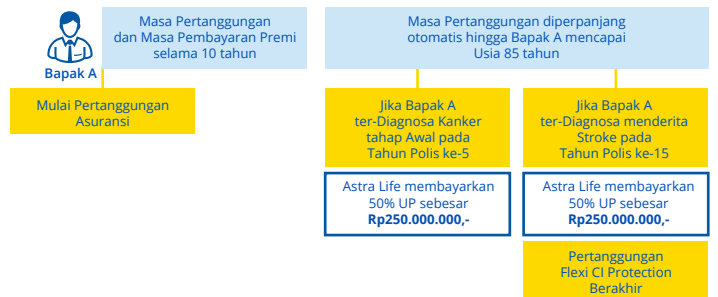 Masa Pertanggungan
dan Masa Pembayaran Premi
selama 10 tahun
Bapak A
Mulai Pertanggungan
Asuransi
Masa Pertanggungan diperpanjang
otomatis hingga Bapak A mencapai
Usia 85 tahun
Jika Bapak A
ter-Diagnosa Kanker
tahap Awal pada
Tahun Polis ke-5
Astra Life membayarkan
50% UP sebesar
Rp250.000.000,-
Jika Bapak A
ter-Diagnosa menderita
Stroke pada
Tahun Polis ke-15
Astra Life membayarkan
50% UP sebesar
Rp250.000.000,-
Pertanggungan
Flexi CI Protection
Berakhir